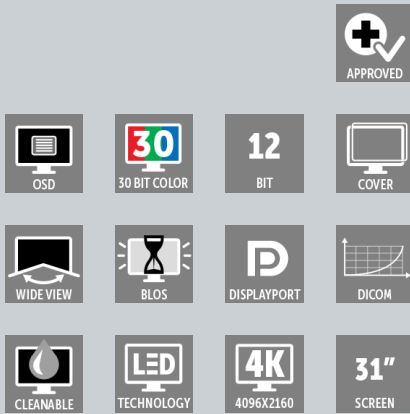 APPROVED
OSD
30
30 BIT COLOR
12
BIT
COVER
WIDE VIEW
BLOS
DISPLAYPORT
DICOM
CLEANABLE
LED
TECHNOLOGY
4K
4096X2160
31"
SCREEN